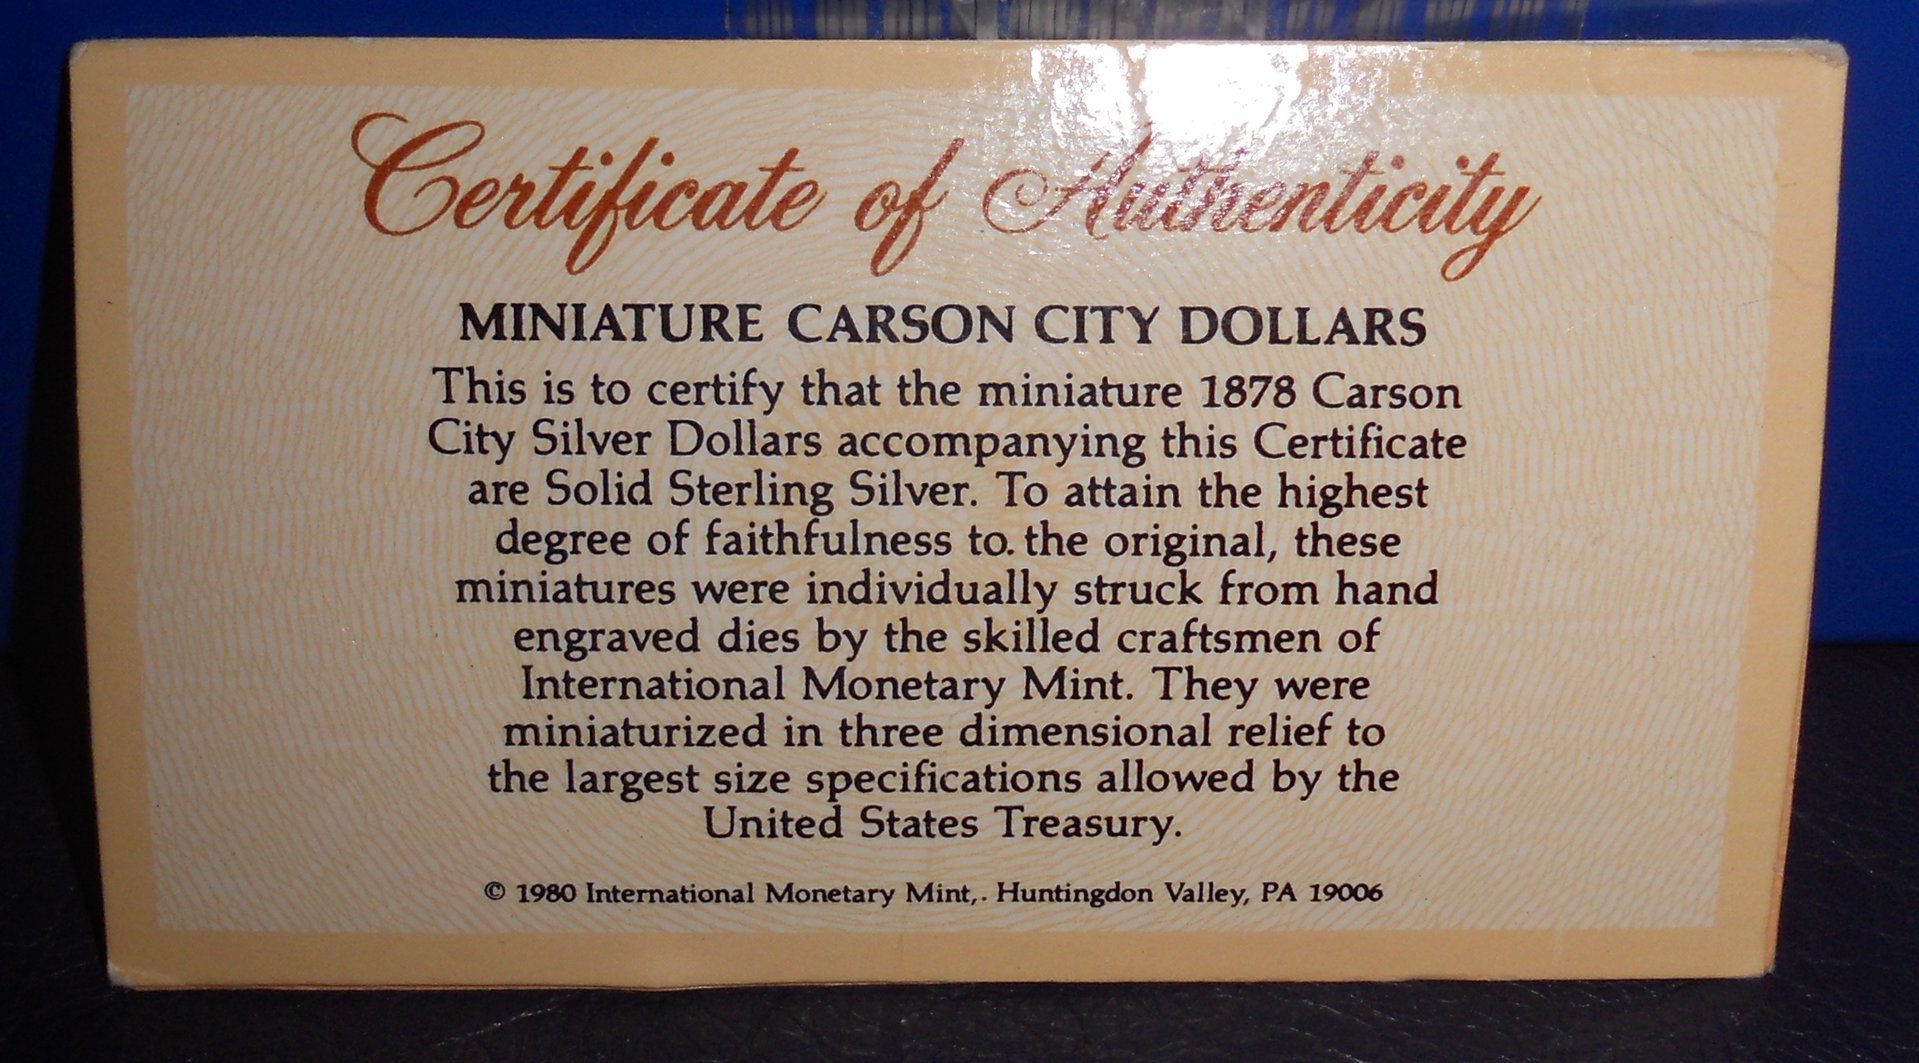 Certificate of Authenticity
MINIATURE CARSON CITY DOLLARS
This is to certify that the miniature 1878 Carson
City Silver Dollars accompanying this Certificate
are Solid Sterling Silver. To attain the highest
degree of faithfulness to. the original, these
miniatures were individually struck from hand
engraved dies by the skilled craftsmen of
International Monetary Mint. They were
miniaturized in three dimensional relief to
the largest size specifications allowed by the
United States Treasury.
© 1980 International Monetary Mint,. Huntingdon Valley, PA 19006